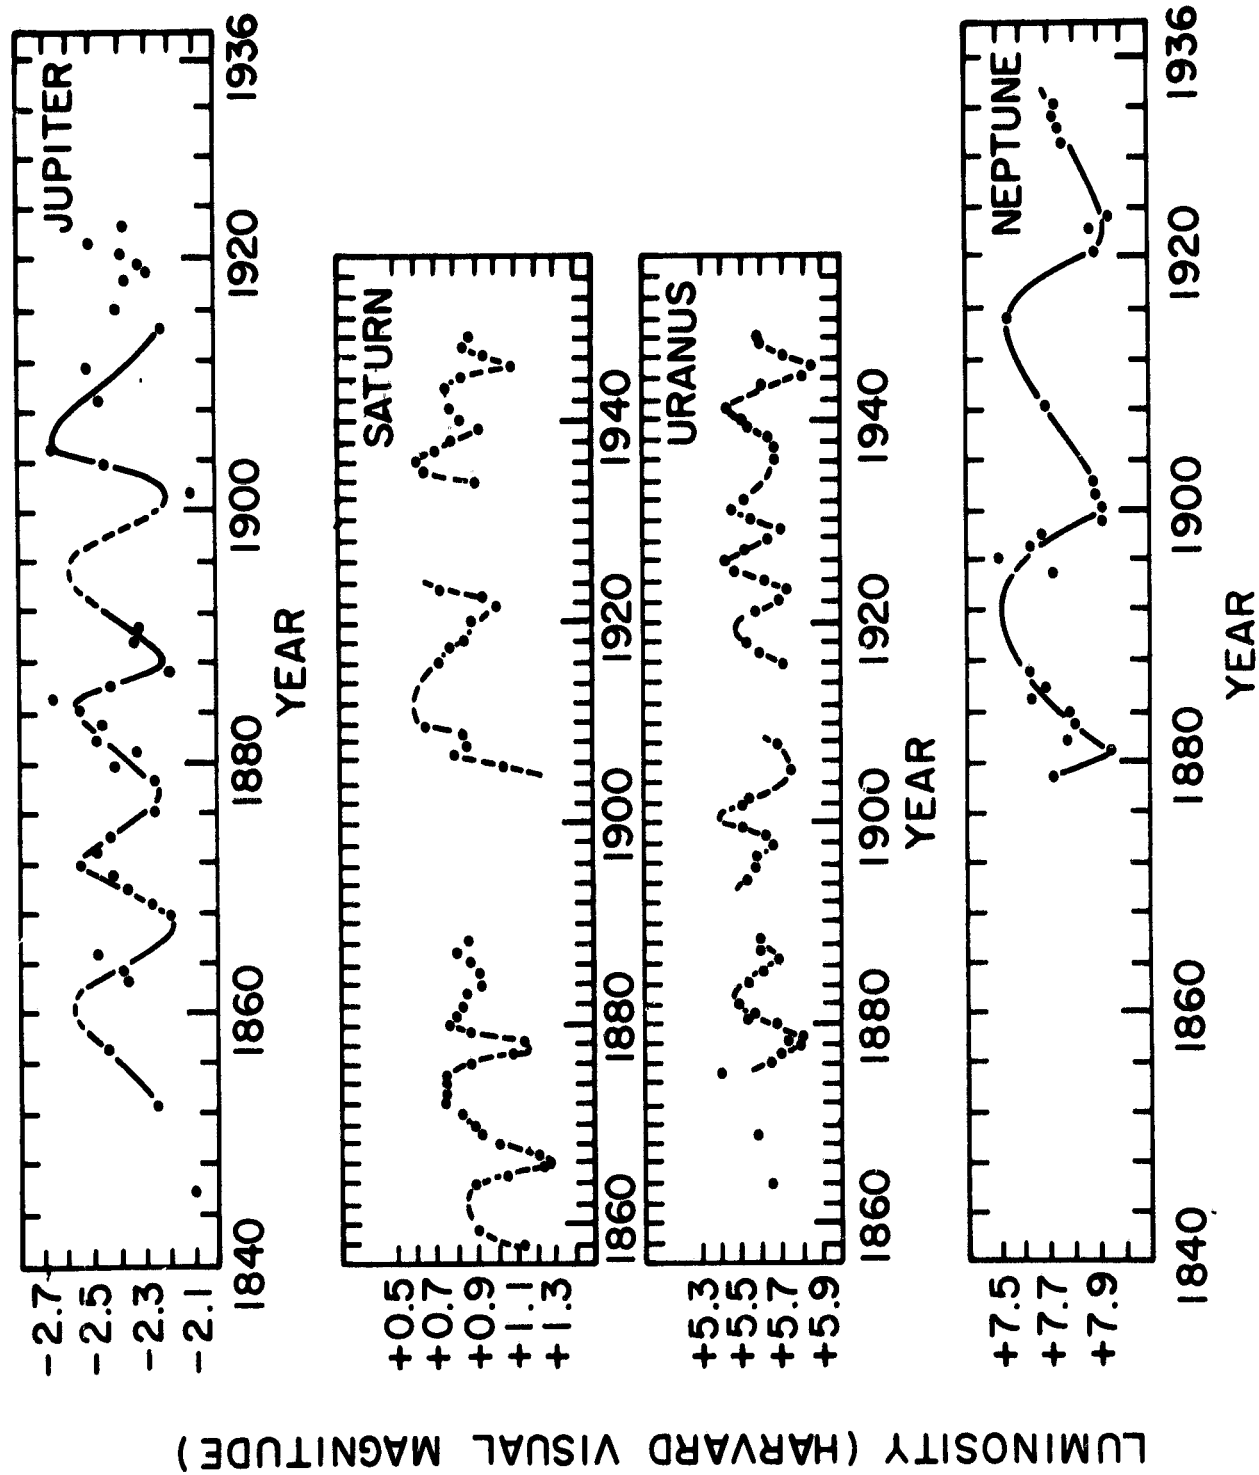 LUMINOSITY (HARVARD VISUAL MAGNITUDE)
JUPITER
-2.7
-2.5
-2.3
-2.1
1840 1860 1880 1900 1920 1936
YEAR
SATURN
+0.5
+0.7
+0.9
+1.1
+1.3
1860 1880 1900 1920 1940
URANUS
+5.3
+5.5
+5.7
+5.9
1860 1880 1900 1920 1940
YEAR
NEPTUNE
+7.5
+7.7
+7.9
1840 1860 1880 1900 1920 1936
YEAR